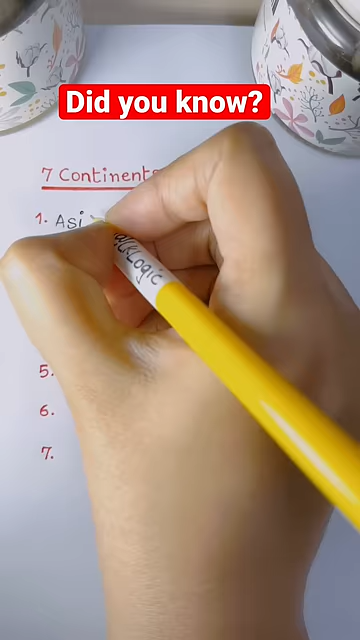 Did you know?
7 Continents
1. Asi
5.
6.
7.